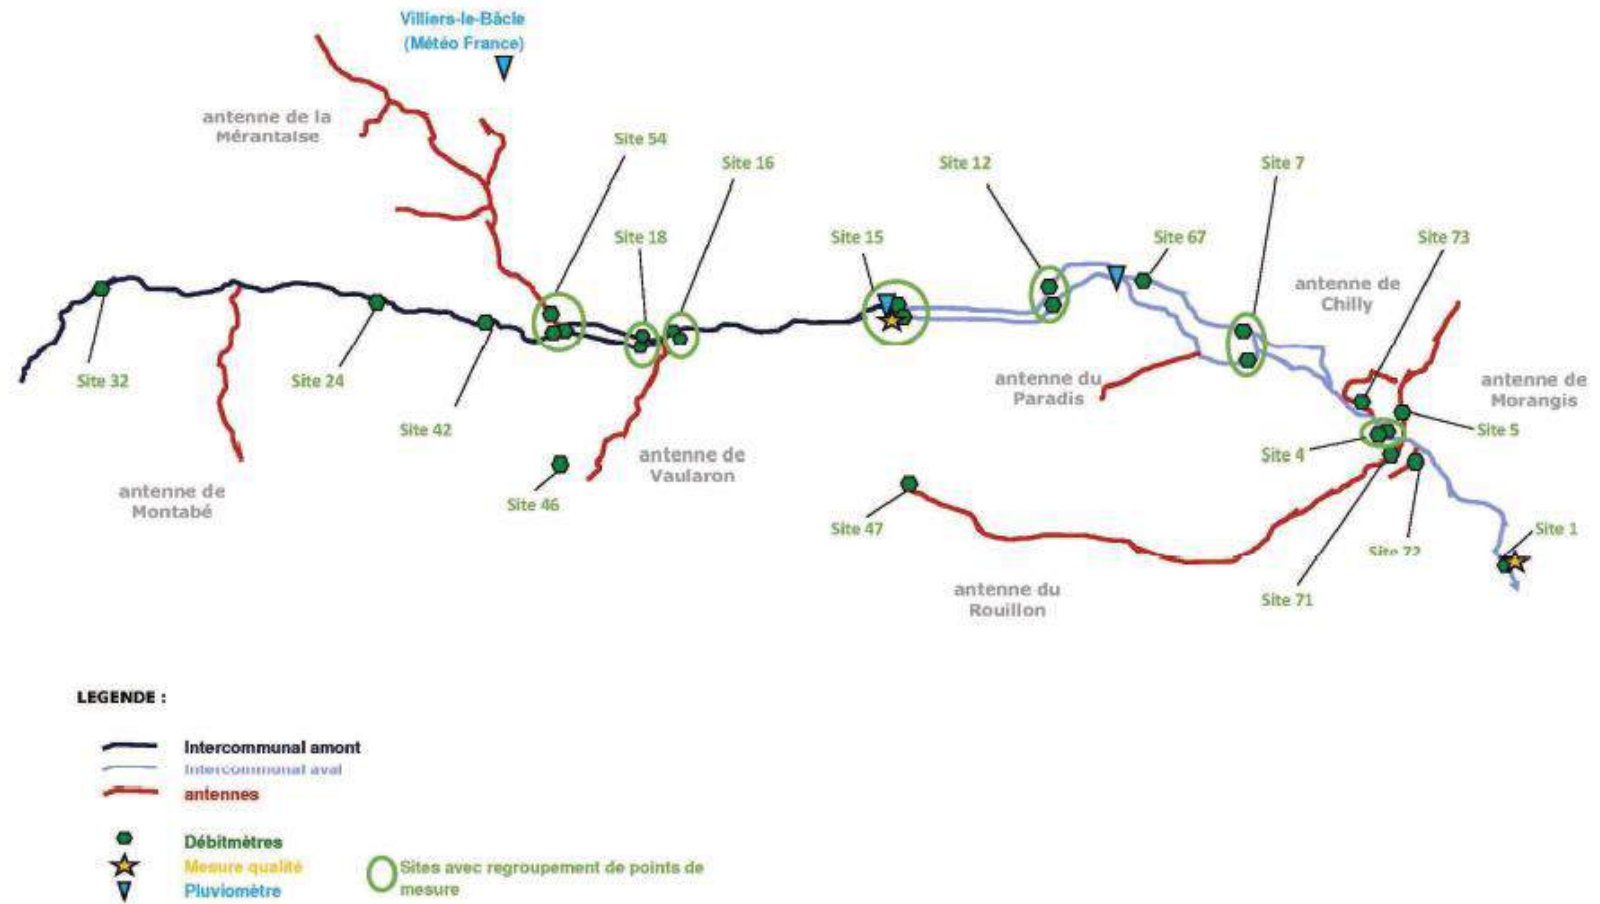 Villiers-le-Bâcle
(Météo France)
antenne de la
Mérantaise
Site 54
Site 16
Site 12
Site 7
Site 18
Site 15
Site 67
Site 73
antenne de
Chilly
Site 32
Site 24
Site 42
antenne du
Paradis
antenne de
Morangis
Site 5
Site 4
antenne de
Vaularon
antenne de
Montabé
Site 46
Site 47
Site 1
Site 72
antenne du
Rouillon
Site 71
LEGENDE :
Intercommunal amont
Intercommunal aval
antennes
Débitmètres
Mesure qualité
Pluviomètre
Sites avec regroupement de points de
mesure